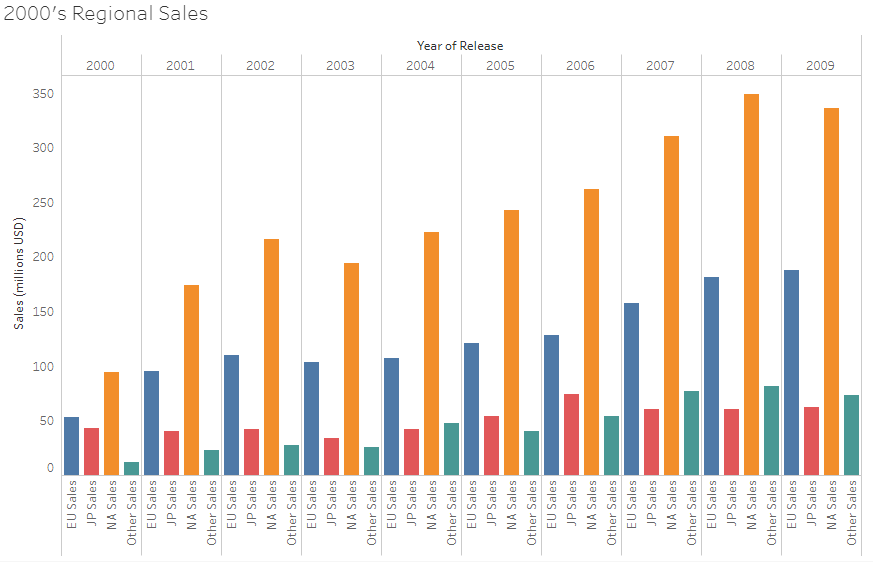 2000's Regional Sales
Year of Release
2000 2001 2002 2003 2004 2005 2006 2007 2008 2009
Sales (millions USD)
350
300
250
200
150
100
50
0
EU Sales JP Sales NA Sales Other Sales EU Sales JP Sales NA Sales Other Sales EU Sales JP Sales NA Sales Other Sales EU Sales JP Sales NA Sales Other Sales EU Sales JP Sales NA Sales Other Sales EU Sales JP Sales NA Sales Other Sales EU Sales JP Sales NA Sales Other Sales EU Sales JP Sales NA Sales Other Sales EU Sales JP Sales NA Sales Other Sales EU Sales JP Sales NA Sales Other Sales